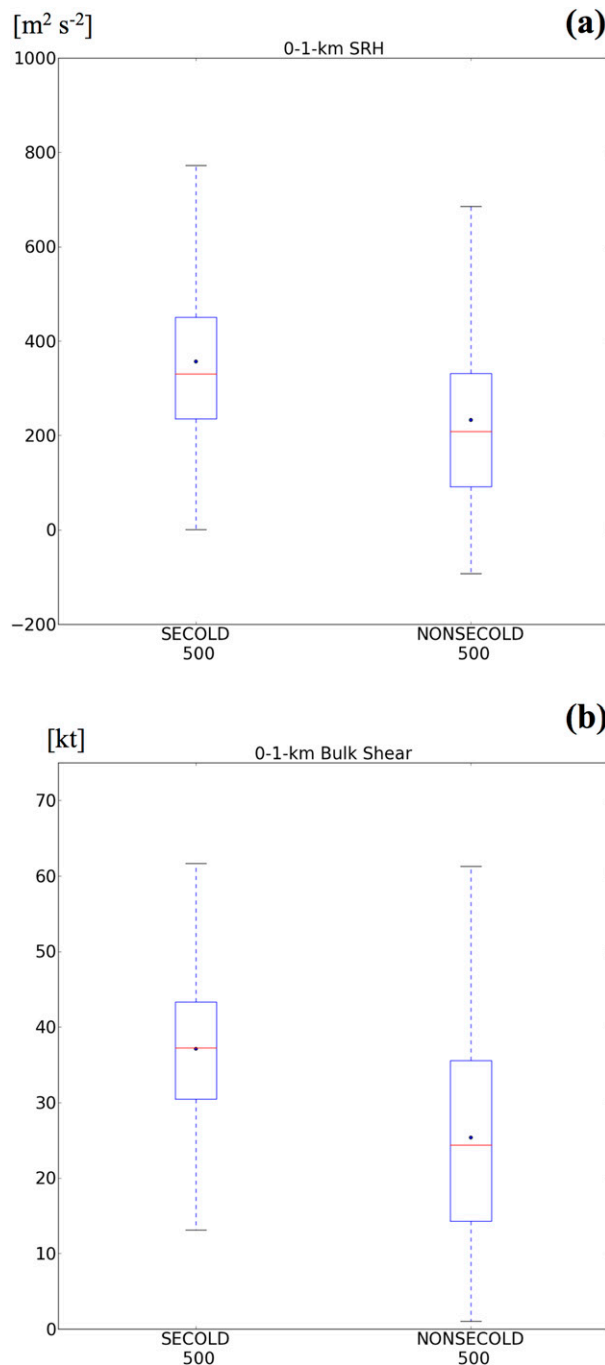 [m² s⁻²]
(a)
0-1-km SRH
1000
800
600
400
200
0
−200
SECOLD
500
NONSECOLD
500
(b)
[kt]
0-1-km Bulk Shear
70
60
50
40
30
20
10
0
SECOLD
500
NONSECOLD
500